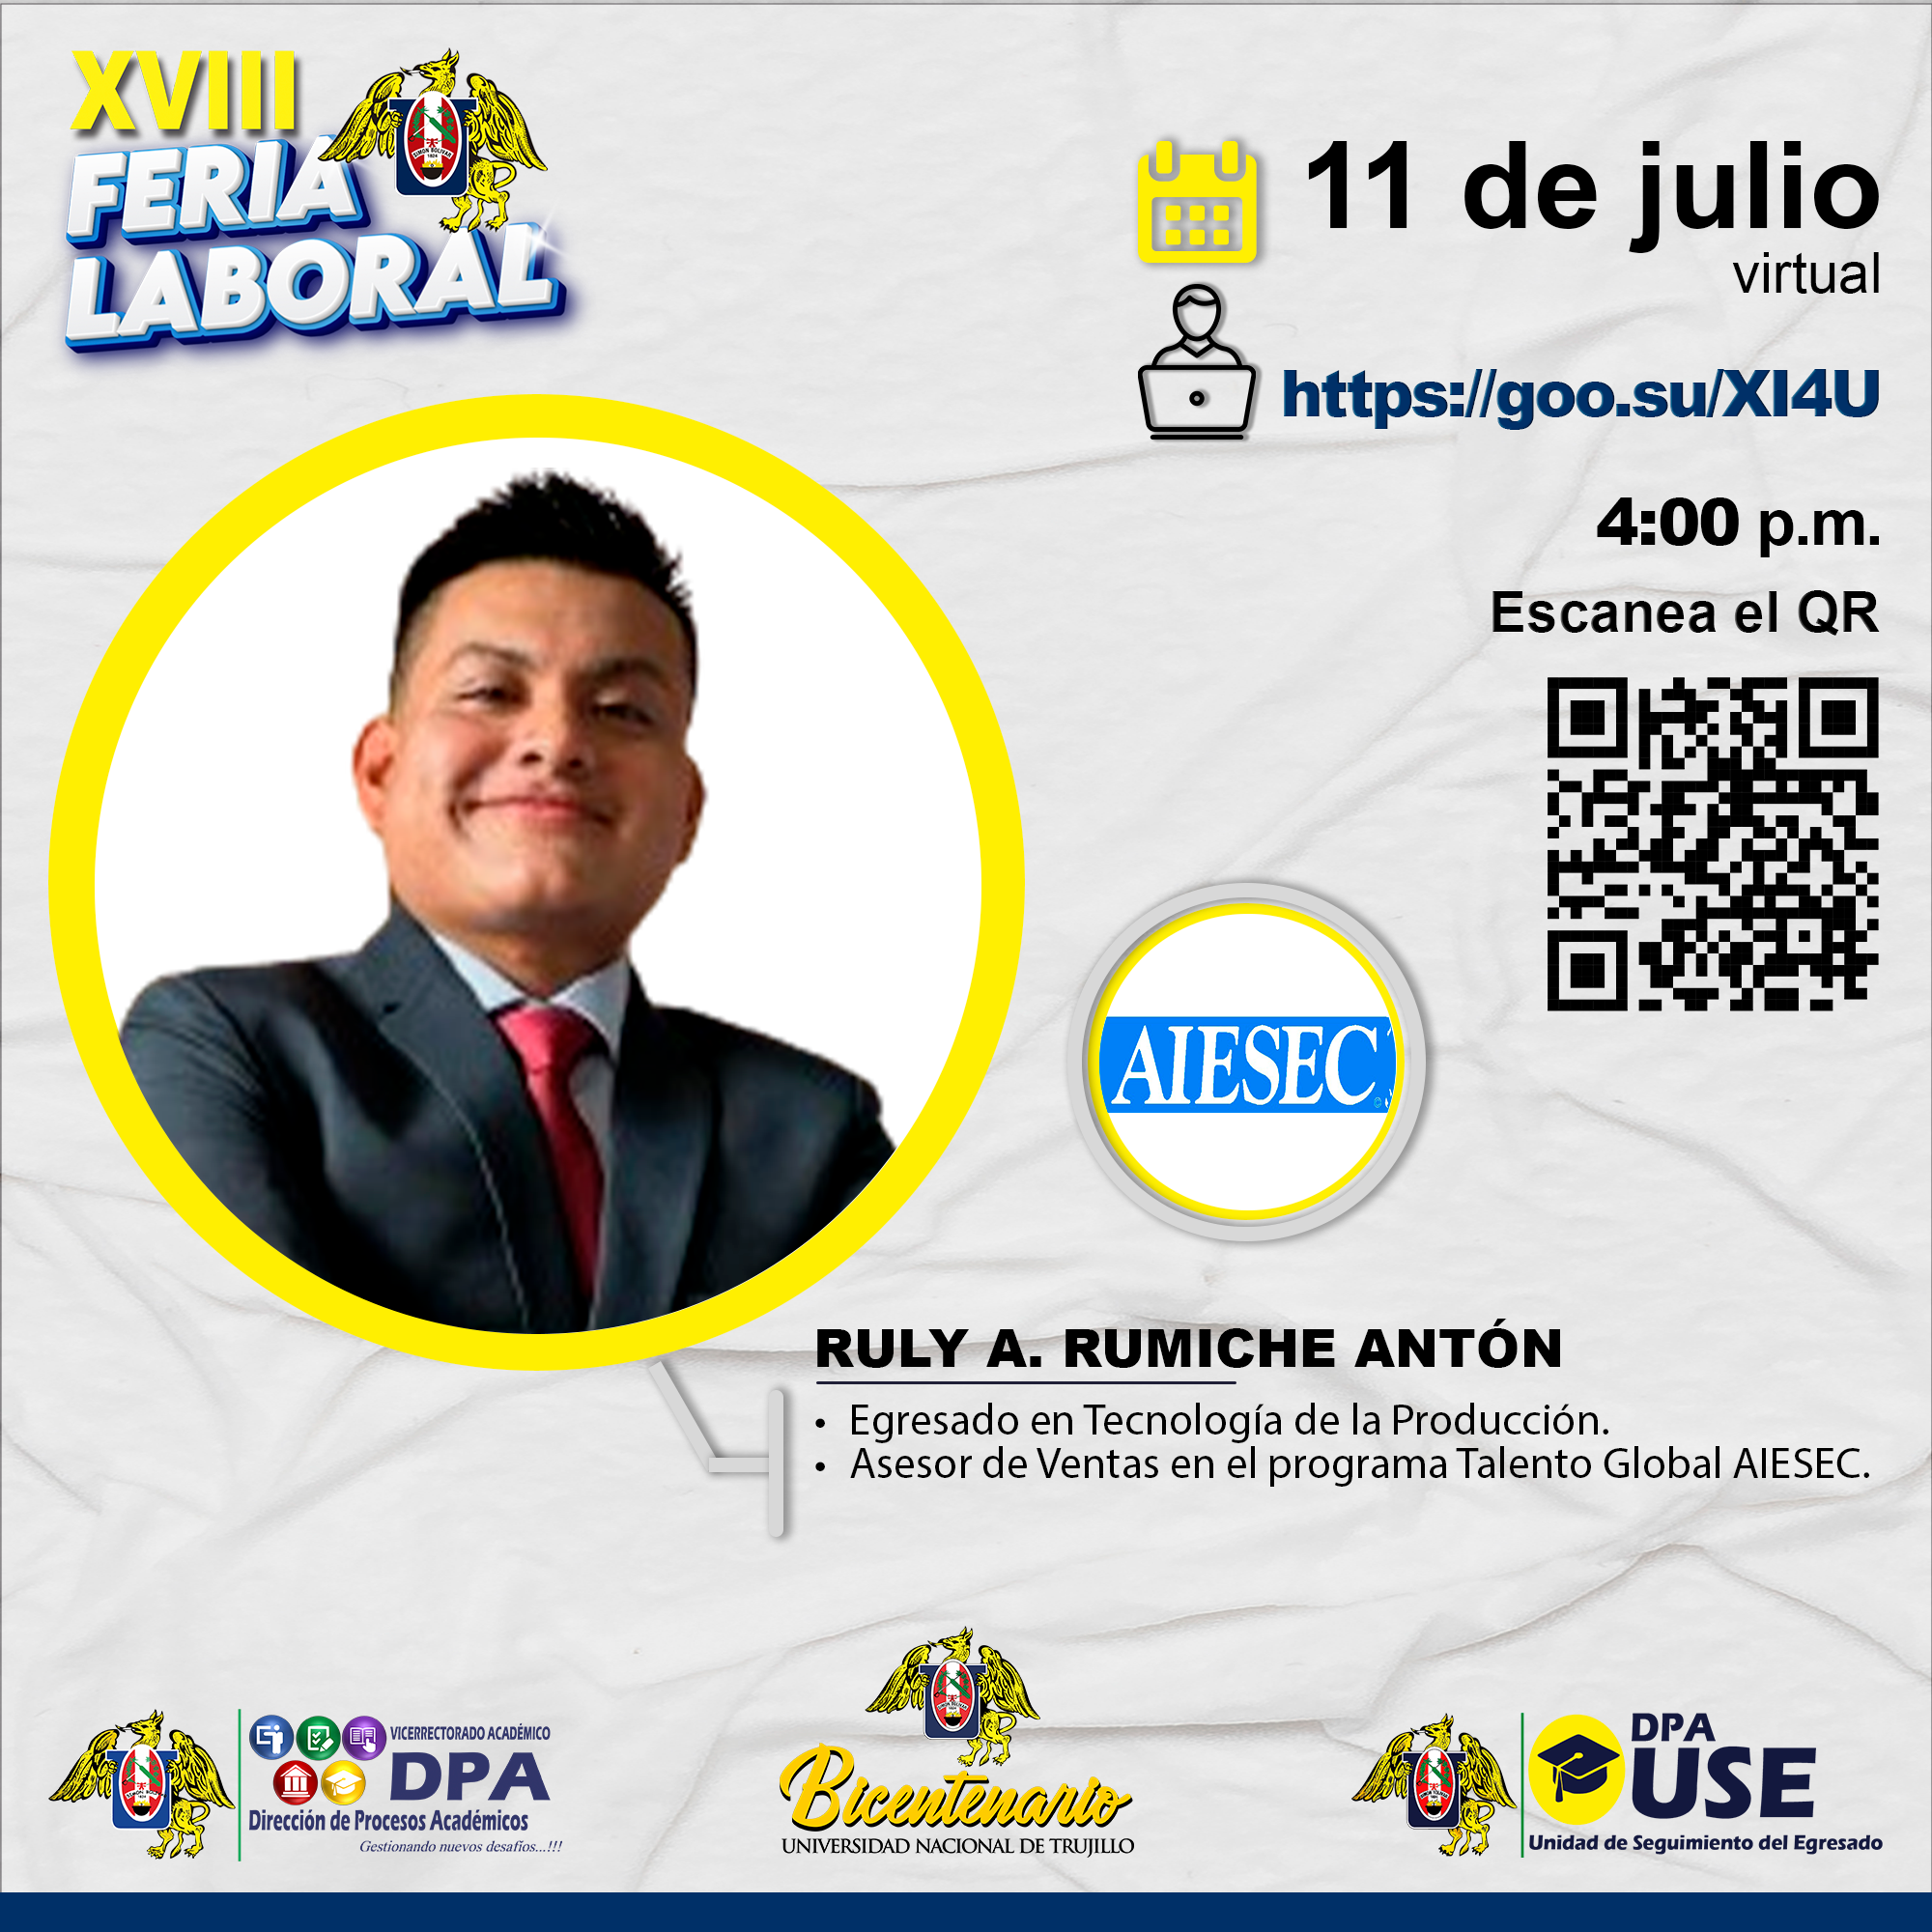 XVIII
FERIA
LABORAL
SIMON BOLIVAR
1824
11 de julio
virtual
https://goo.su/XI4U
4:00 p.m.
Escanea el QR
AIESEC
RULY A. RUMICHE ANTÓN
• Egresado en Tecnología de la Producción.
• Asesor de Ventas en el programa Talento Global AIESEC.
VICERRECTORADO ACADÉMICO
DPA
Dirección de Procesos Académicos
Gestionando nuevos desafíos...!!!
Bicentenario
UNIVERSIDAD NACIONAL DE TRUJILLO
DPA
USE
Unidad de Seguimiento del Egresado